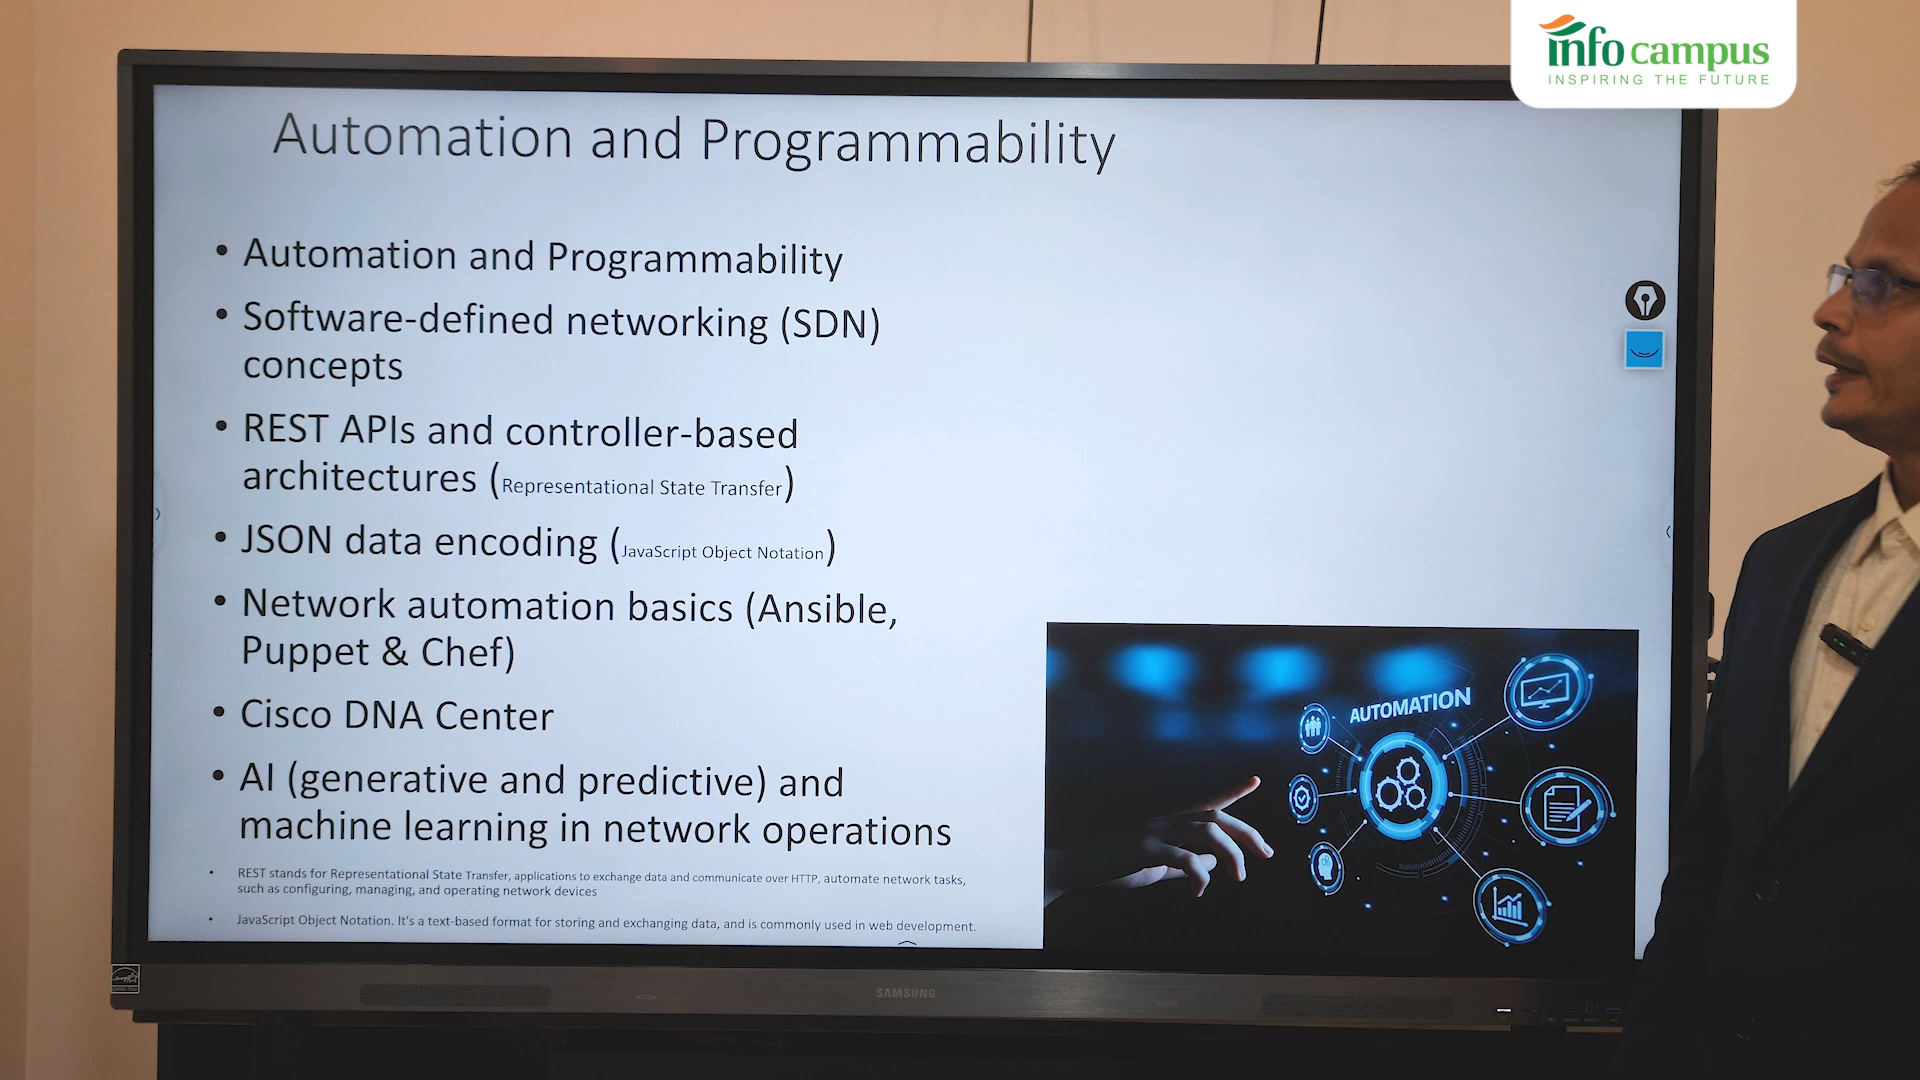 info campus
INSPIRING THE FUTURE
Automation and Programmability
• Automation and Programmability
• Software-defined networking (SDN)
concepts
• REST APIs and controller-based
architectures (Representational State Transfer)
• JSON data encoding (JavaScript Object Notation)
• Network automation basics (Ansible,
Puppet & Chef)
• Cisco DNA Center
• AI (generative and predictive) and
machine learning in network operations
• REST stands for Representational State Transfer, applications to exchange data and communicate over HTTP, automate network tasks,
such as configuring, managing, and operating network devices
• JavaScript Object Notation. It's a text-based format for storing and exchanging data, and is commonly used in web development.
AUTOMATION
SAMSUNG